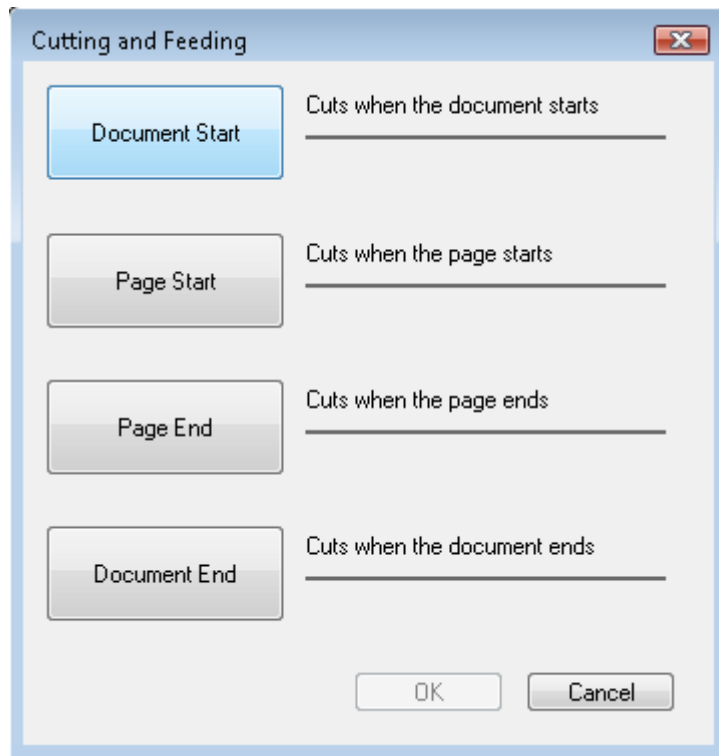 Cutting and Feeding
Document Start
Cuts when the document starts
Page Start
Cuts when the page starts
Page End
Cuts when the page ends
Document End
Cuts when the document ends
OK
Cancel